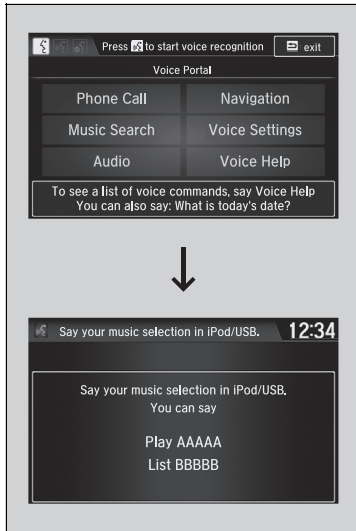 Press to start voice recognition exit
Voice Portal
Phone Call Navigation
Music Search Voice Settings
Audio Voice Help
To see a list of voice commands, say Voice Help
You can also say: What is today's date?
Say your music selection in iPod/USB. 12:34
Say your music selection in iPod/USB.
You can say
Play AAAAA
List BBBBB